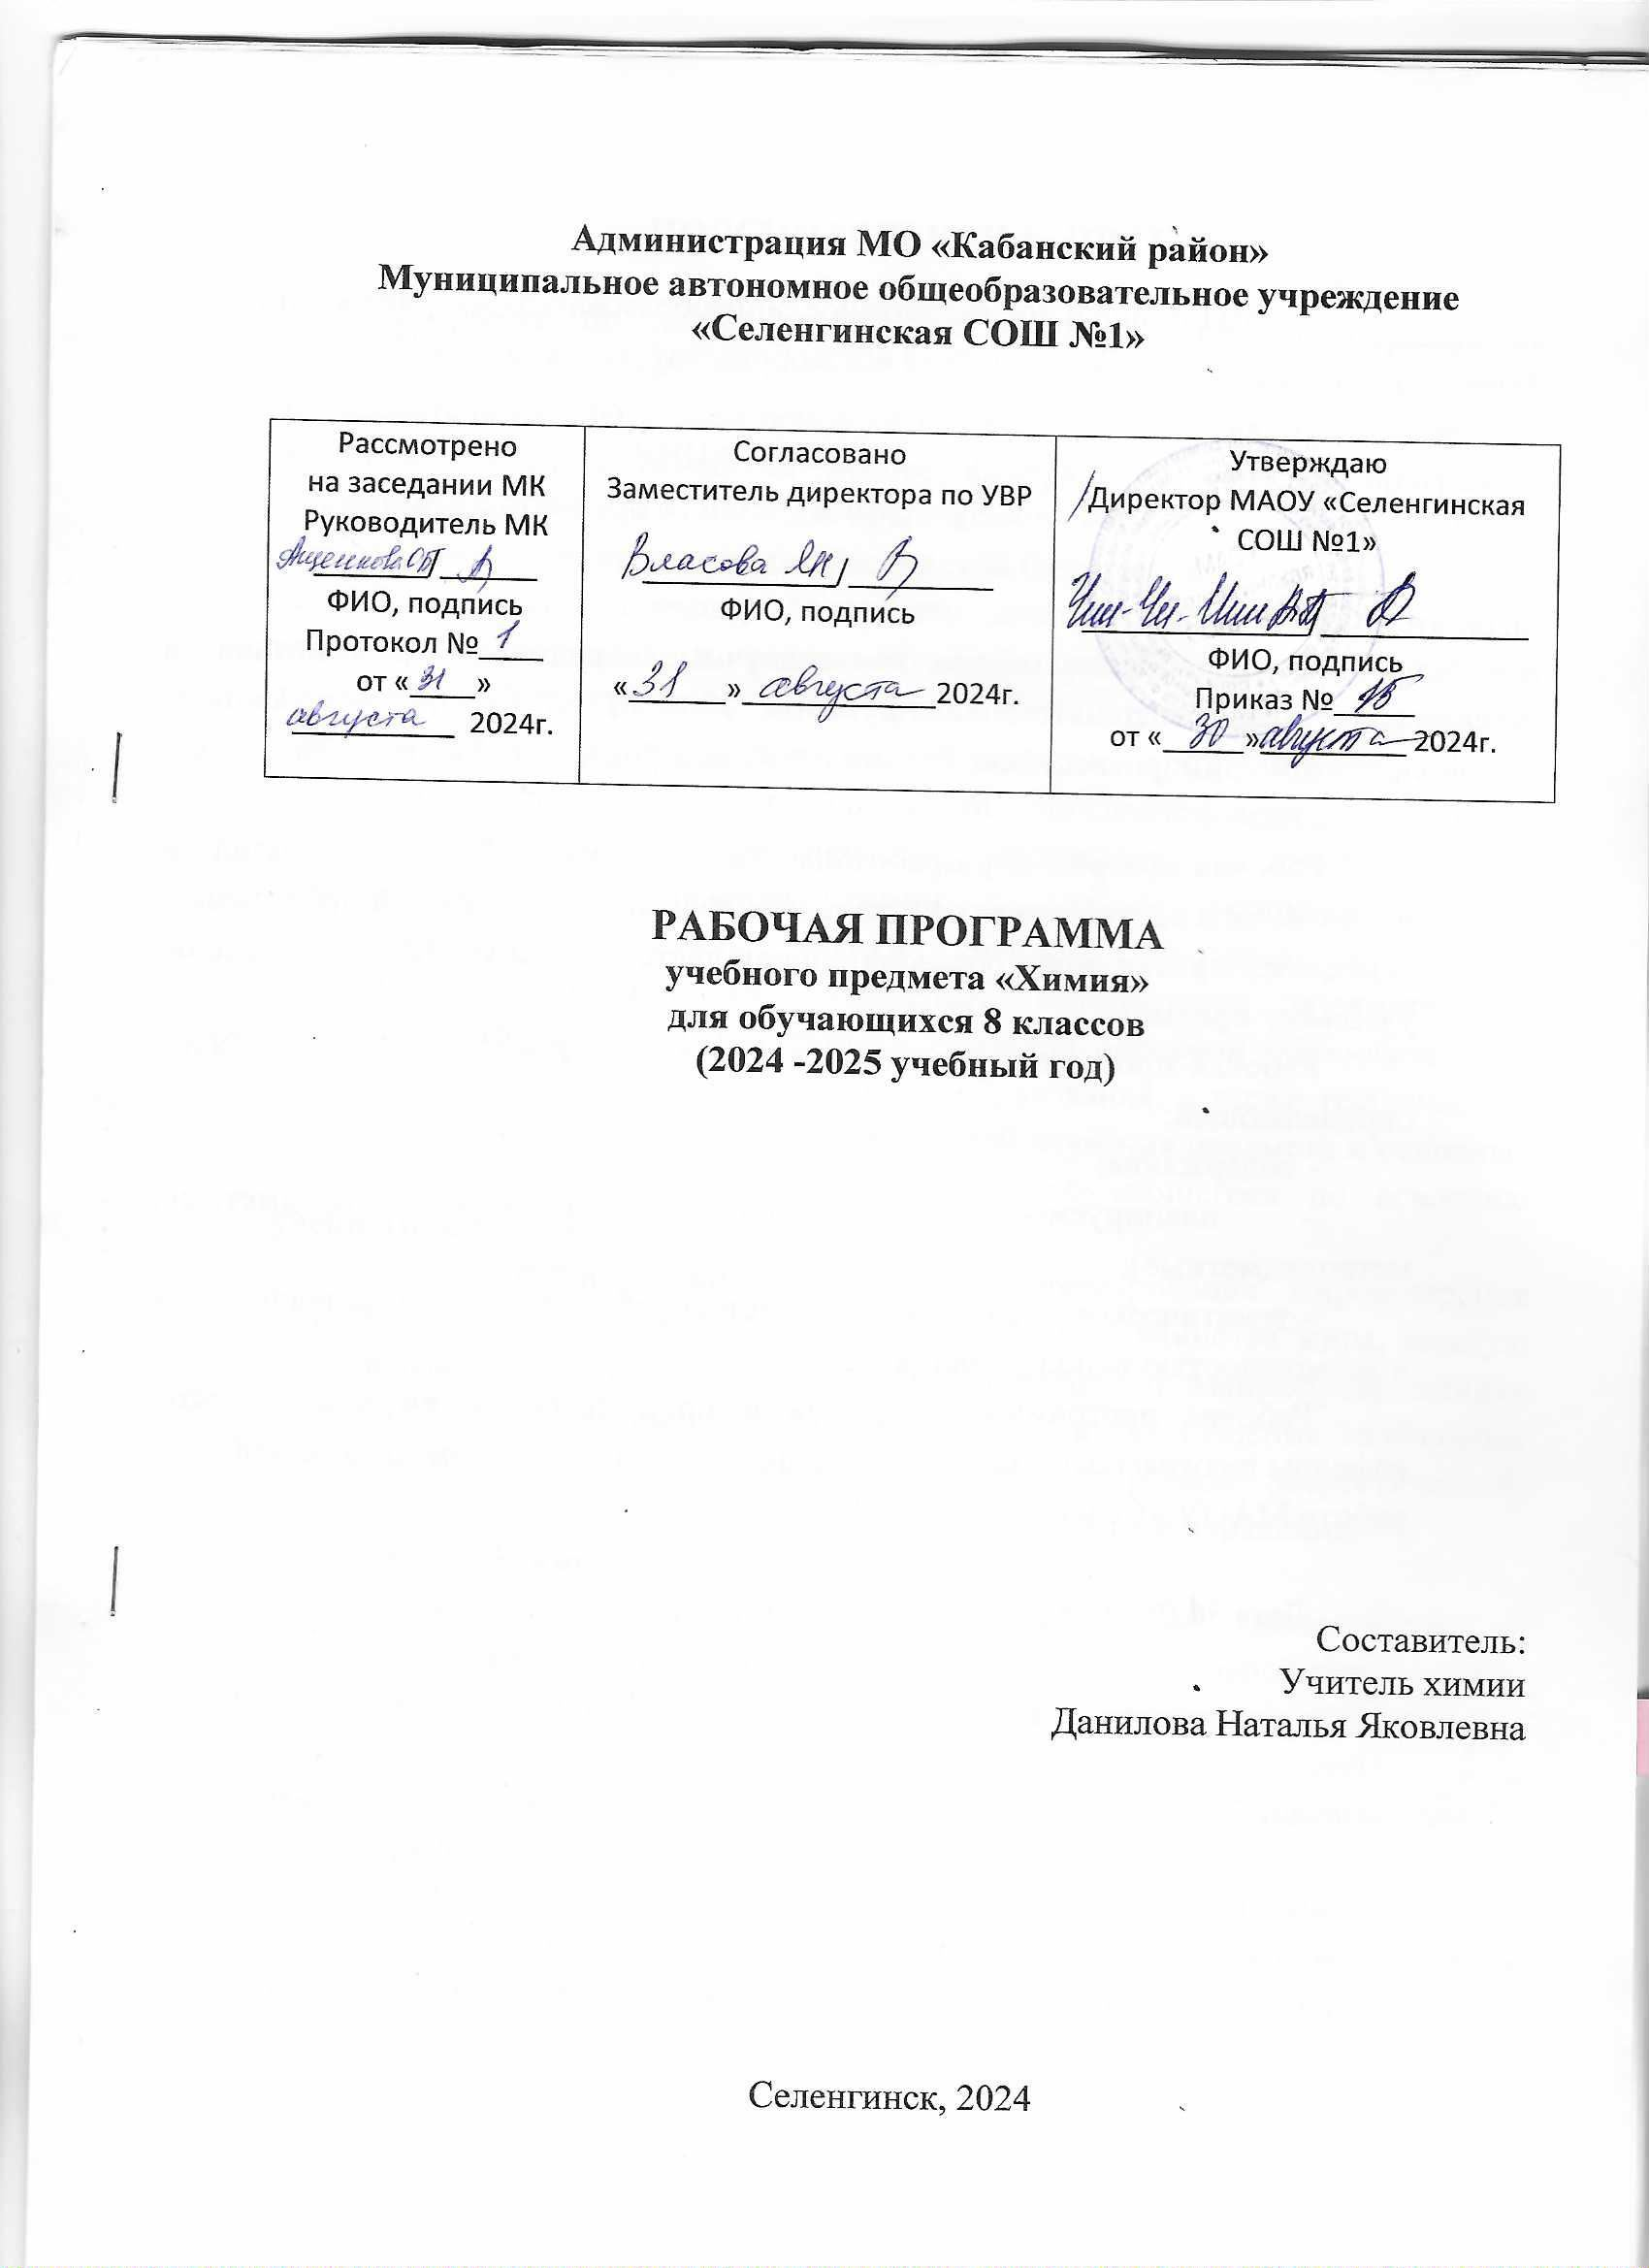 Администрация МО «Кабанский район»
Муниципальное автономное общеобразовательное учреждение
«Селенгинская СОШ №1»
Рассмотрено
на заседании МК
Руководитель МК
ФИО, подпись
Протокол № 1
от « 31 »
августа 2024г.
Согласовано
Заместитель директора по УВР
Власова ЯН /
ФИО, подпись
« 31 » августа 2024г.
Утверждаю
/Директор МАОУ «Селенгинская
СОШ №1»
ФИО, подпись
Приказ №
от « 30 » августа 2024г.
РАБОЧАЯ ПРОГРАММА
учебного предмета «Химия»
для обучающихся 8 классов
(2024 -2025 учебный год)
Составитель:
Учитель химии
Данилова Наталья Яковлевна
Селенгинск, 2024